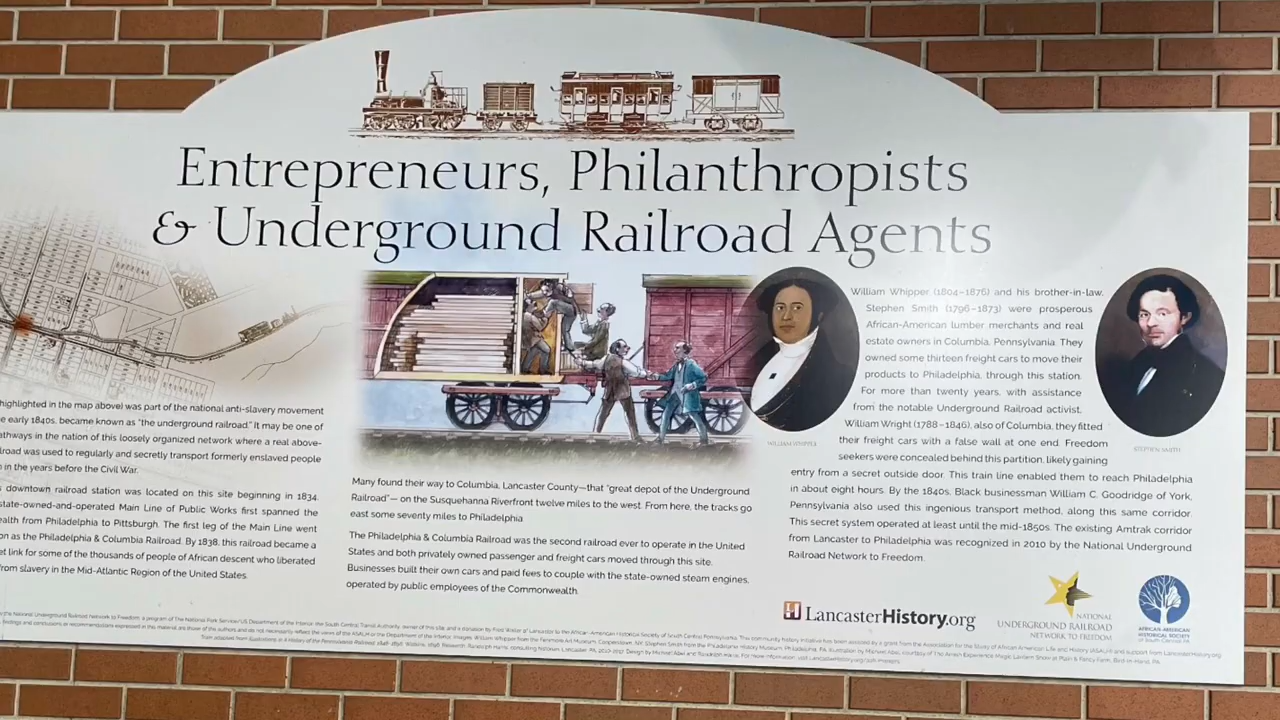 Entrepreneurs, Philanthropists
& Underground Railroad Agents
highlighted in the map above) was part of the national anti-slavery movement
early 1840s, became known as "the underground railroad." It may be one of
in the nation of this loosely organized network where a real above-
was used to regularly and secretly transport formerly enslaved people
in the years before the Civil War.
downtown railroad station was located on this site beginning in 1834.
state-owned-and-operated Main Line of Public Works first spanned the
from Philadelphia to Pittsburgh. The first leg of the Main Line went
as the Philadelphia & Columbia Railroad. By 1838, this railroad became a
link for some of the thousands of people of African descent who liberated
from slavery in the Mid-Atlantic Region of the United States.
Many found their way to Columbia, Lancaster County—that "great depot of the Underground
Railroad"— on the Susquehanna Riverfront twelve miles to the west. From here, the tracks go
east some seventy miles to Philadelphia.
The Philadelphia & Columbia Railroad was the second railroad ever to operate in the United
States and both privately owned passenger and freight cars moved through this site.
Businesses built their own cars and paid fees to couple with the state-owned steam engines,
operated by public employees of the Commonwealth.
WILLIAM WHIPPER
William Whipper (1804–1876) and his brother-in-law,
Stephen Smith (1796–1873) were prosperous
African-American lumber merchants and real
estate owners in Columbia, Pennsylvania. They
owned some thirteen freight cars to move their
products to Philadelphia, through this station.
For more than twenty years, with assistance
from the notable Underground Railroad activist,
William Wright (1788–1846), also of Columbia, they fitted
their freight cars with a false wall at one end. Freedom
seekers were concealed behind this partition, likely gaining
entry from a secret outside door. This train line enabled them to reach Philadelphia
in about eight hours. By the 1840s, Black businessman William C. Goodridge of York,
Pennsylvania also used this ingenious transport method, along this same corridor.
This secret system operated at least until the mid-1850s. The existing Amtrak corridor
from Lancaster to Philadelphia was recognized in 2010 by the National Underground
Railroad Network to Freedom.
STEPHEN SMITH
LancasterHistory.org
NATIONAL
UNDERGROUND RAILROAD
NETWORK TO FREEDOM
AFRICAN-AMERICAN
HISTORICAL SOCIETY
of South Central PA